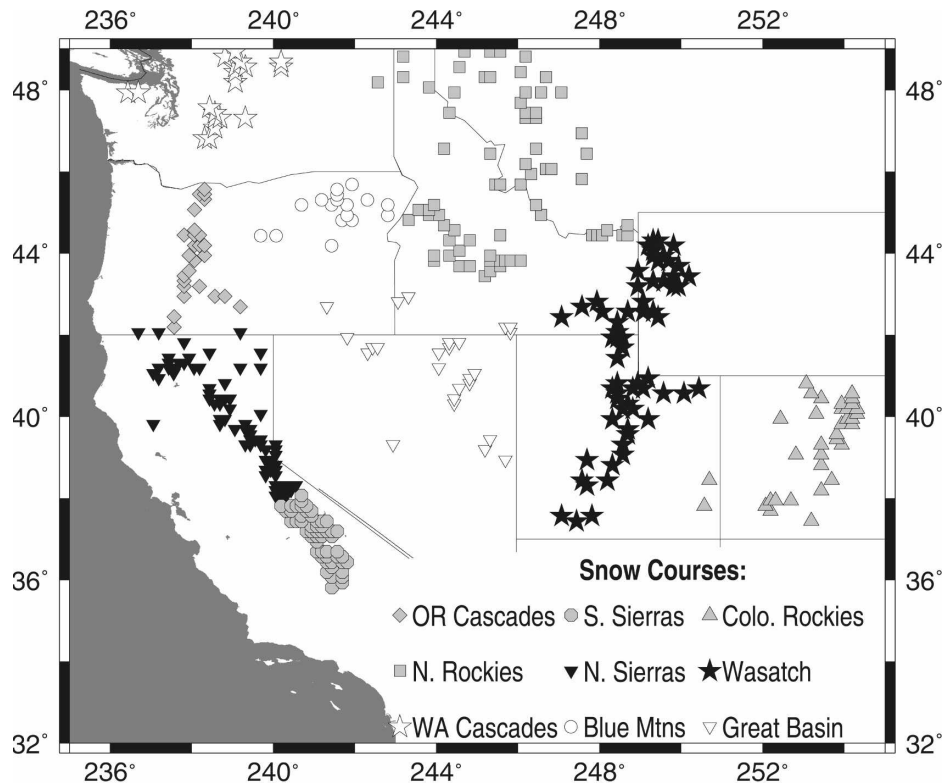 236° 240° 244° 248° 252°
48° 48°
44° 44°
40° 40°
36° 36°
Snow Courses:
OR Cascades S. Sierras Colo. Rockies
N. Rockies N. Sierras Wasatch
WA Cascades Blue Mtns Great Basin
32° 32°
236° 240° 244° 248° 252°